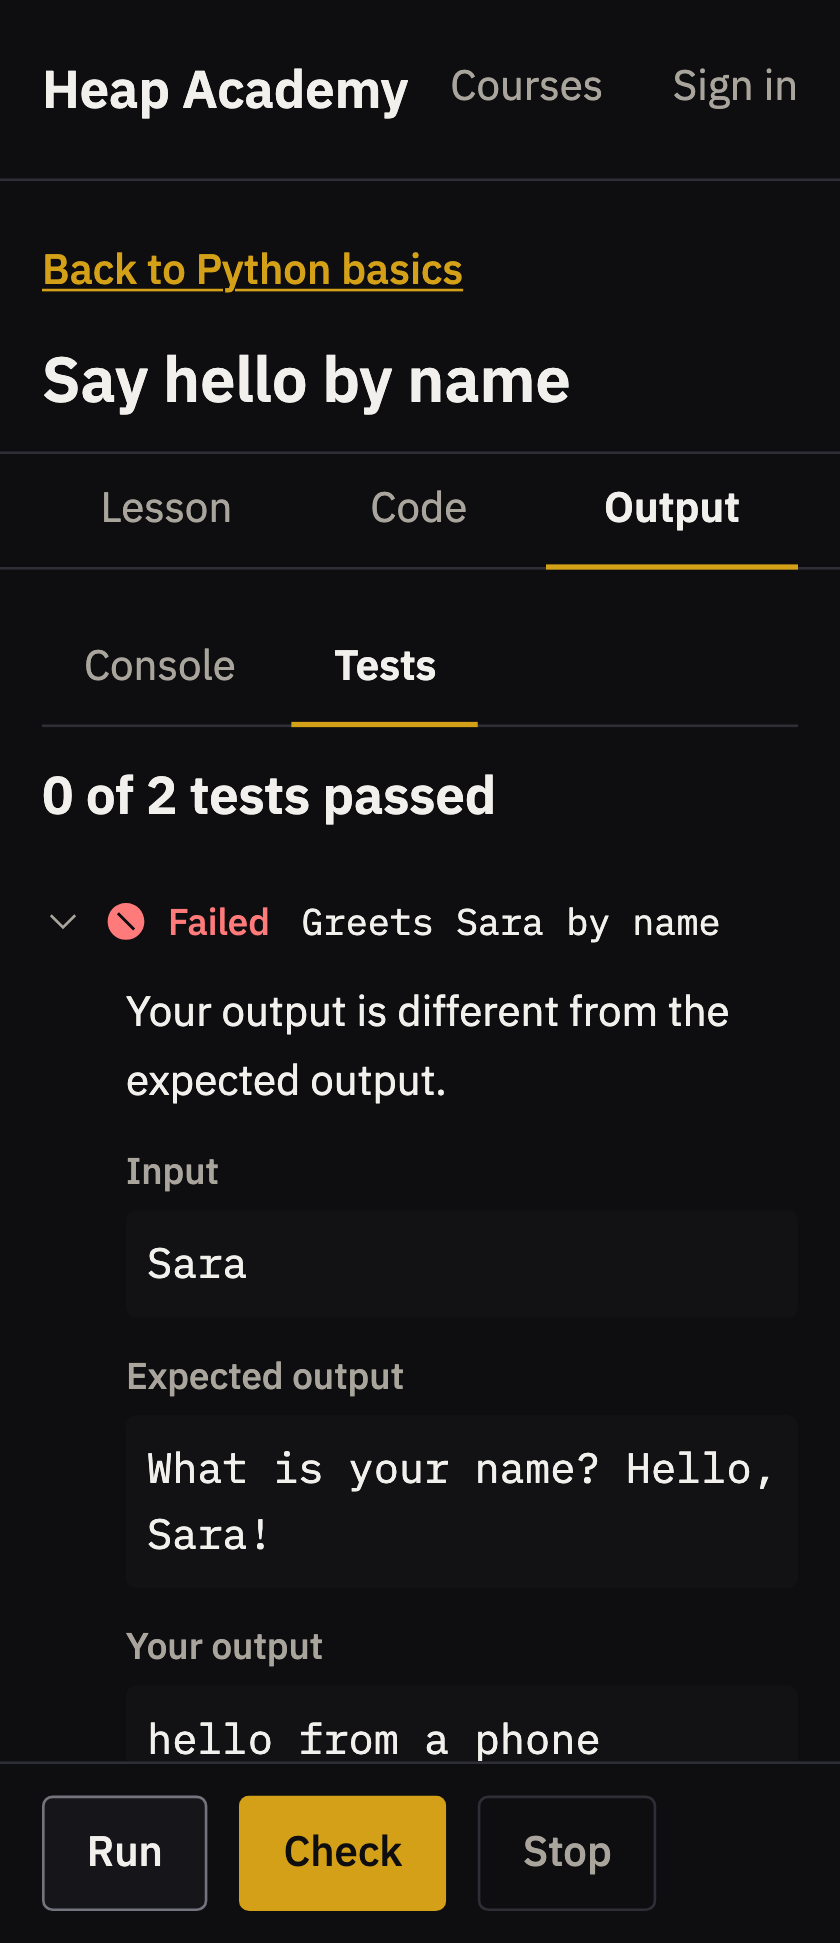 Heap Academy Courses Sign in
Back to Python basics
Say hello by name
Lesson Code Output
Console Tests
0 of 2 tests passed
Failed Greets Sara by name
Your output is different from the
expected output.
Input
Sara
Expected output
What is your name? Hello,
Sara!
Your output
hello from a phone
Run Check Stop